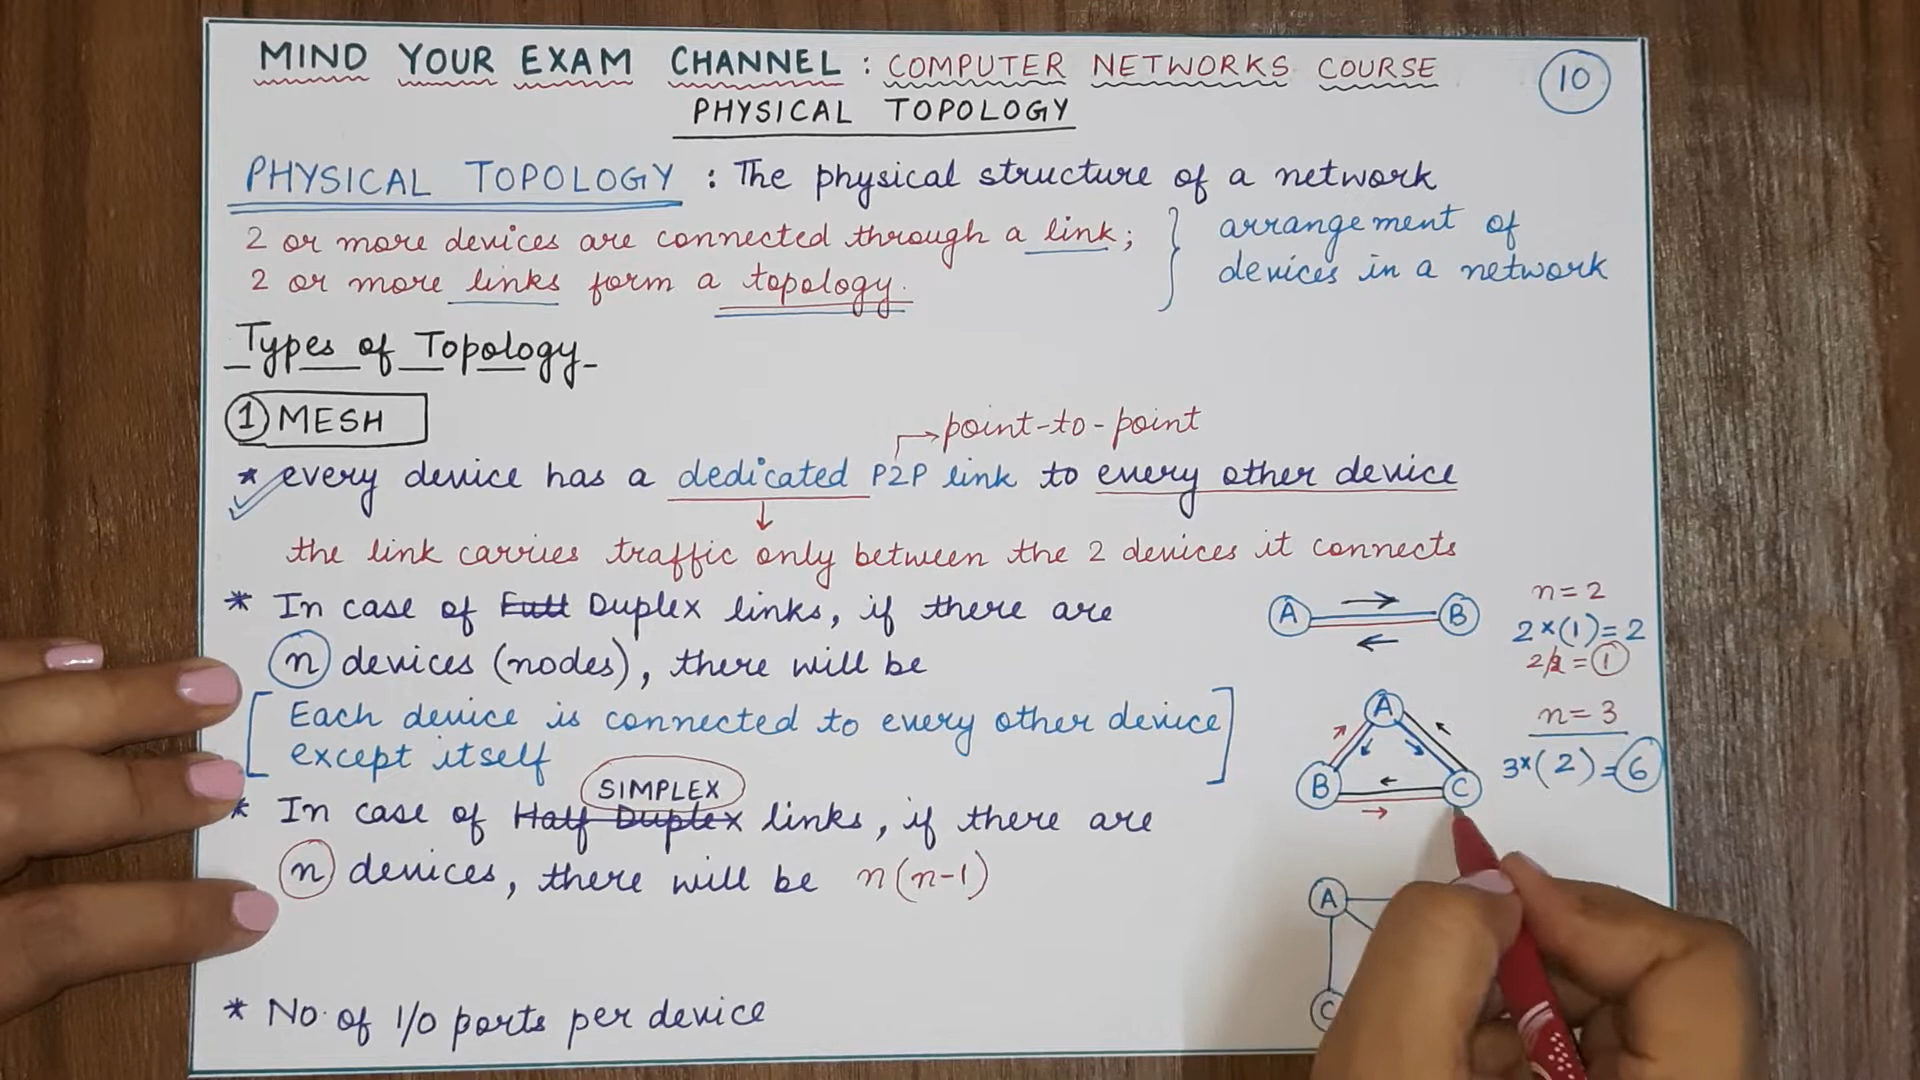 MIND YOUR EXAM CHANNEL : COMPUTER NETWORKS COURSE
10
PHYSICAL TOPOLOGY
PHYSICAL TOPOLOGY : The physical structure of a network
2 or more devices are connected through a link;
2 or more links form a topology.
arrangement of
devices in a network
Types of Topology
1 MESH
point-to-point
* every device has a dedicated P2P link to every other device
the link carries traffic only between the 2 devices it connects
* In case of Full Duplex links, if there are
n devices (nodes), there will be
[Each device is connected to every other device
except itself]
SIMPLEX
* In case of Half Duplex links, if there are
n devices, there will be n(n-1)
* No. of I/O ports per device
A B
n=2
2×(1)=2
2/2=1
A
B C
n=3
3×(2)=6
A
C